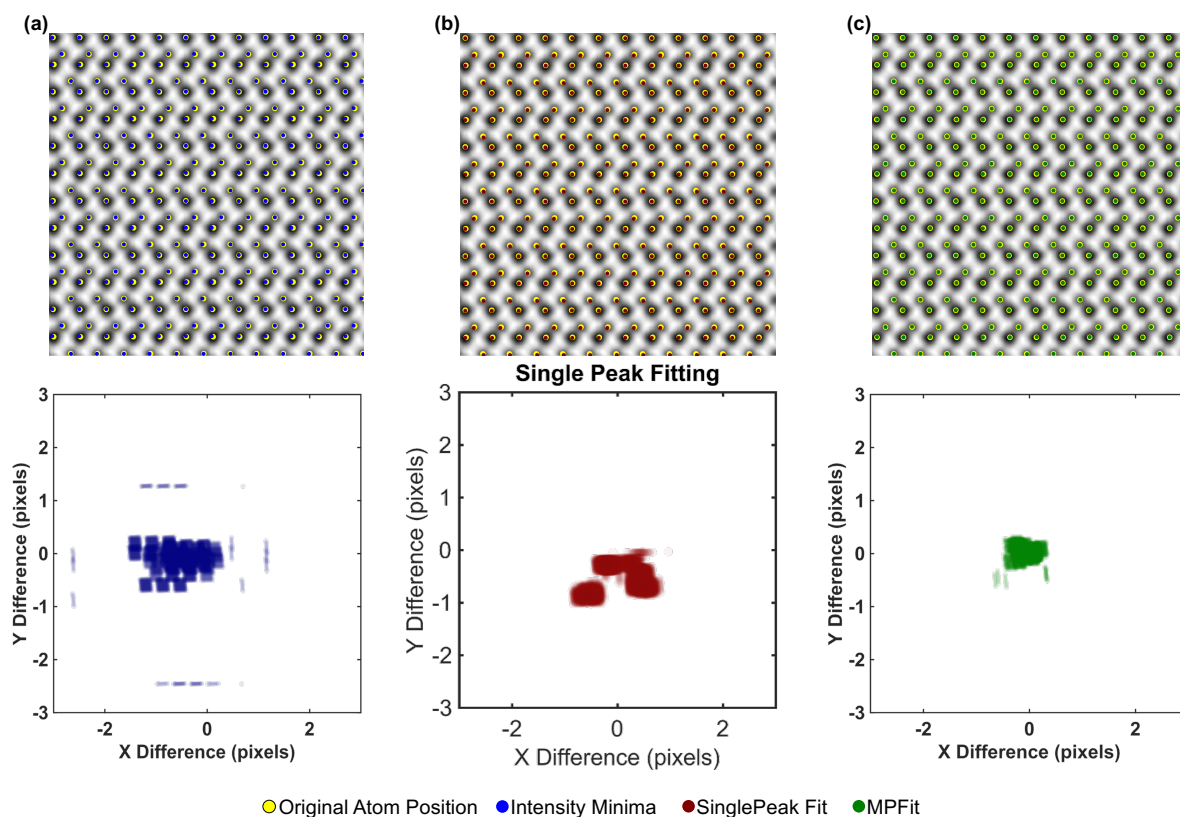 (a)
(b)
(c)
Single Peak Fitting
3
2
1
0
-1
-2
-3
-2
0
2
Y Difference (pixels)
X Difference (pixels)
3
2
1
0
-1
-2
-3
-2
0
2
Y Difference (pixels)
X Difference (pixels)
3
2
1
0
-1
-2
-3
-2
0
2
Y Difference (pixels)
X Difference (pixels)
Original Atom Position Intensity Minima SinglePeak Fit MPFit